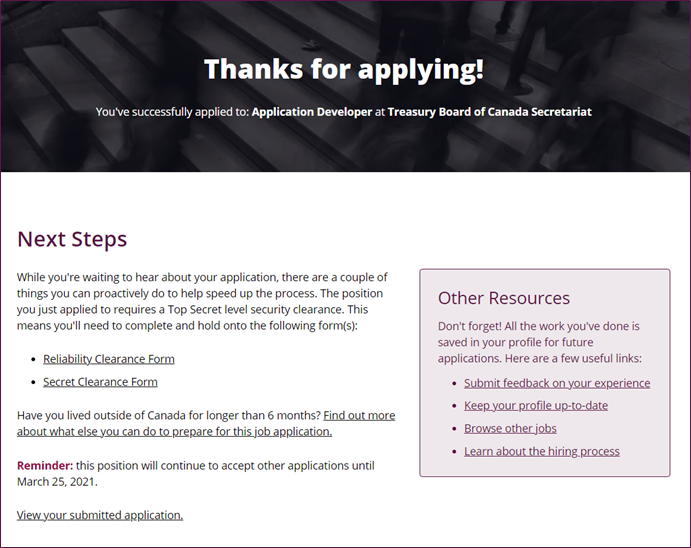 Thanks for applying!
You've successfully applied to: Application Developer at Treasury Board of Canada Secretariat
Next Steps
While you're waiting to hear about your application, there are a couple of
things you can proactively do to help speed up the process. The position
you just applied to requires a Top Secret level security clearance. This
means you'll need to complete and hold onto the following form(s):
• Reliability Clearance Form
• Secret Clearance Form
Have you lived outside of Canada for longer than 6 months? Find out more
about what else you can do to prepare for this job application.
Reminder: this position will continue to accept other applications until
March 25, 2021.
View your submitted application.
Other Resources
Don't forget! All the work you've done is
saved in your profile for future
applications. Here are a few useful links:
• Submit feedback on your experience
• Keep your profile up-to-date
• Browse other jobs
• Learn about the hiring process